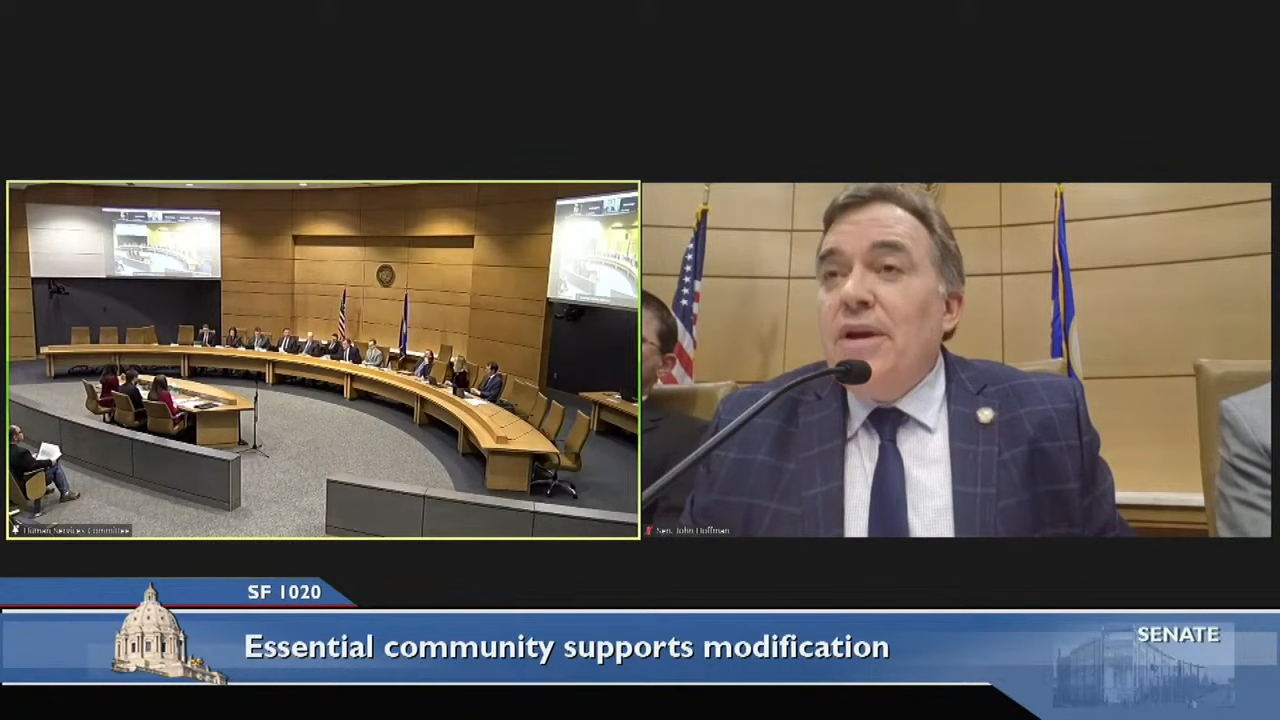 Human Services Committee
Sen. John Hoffman
SF 1020
Essential community supports modification
SENATE